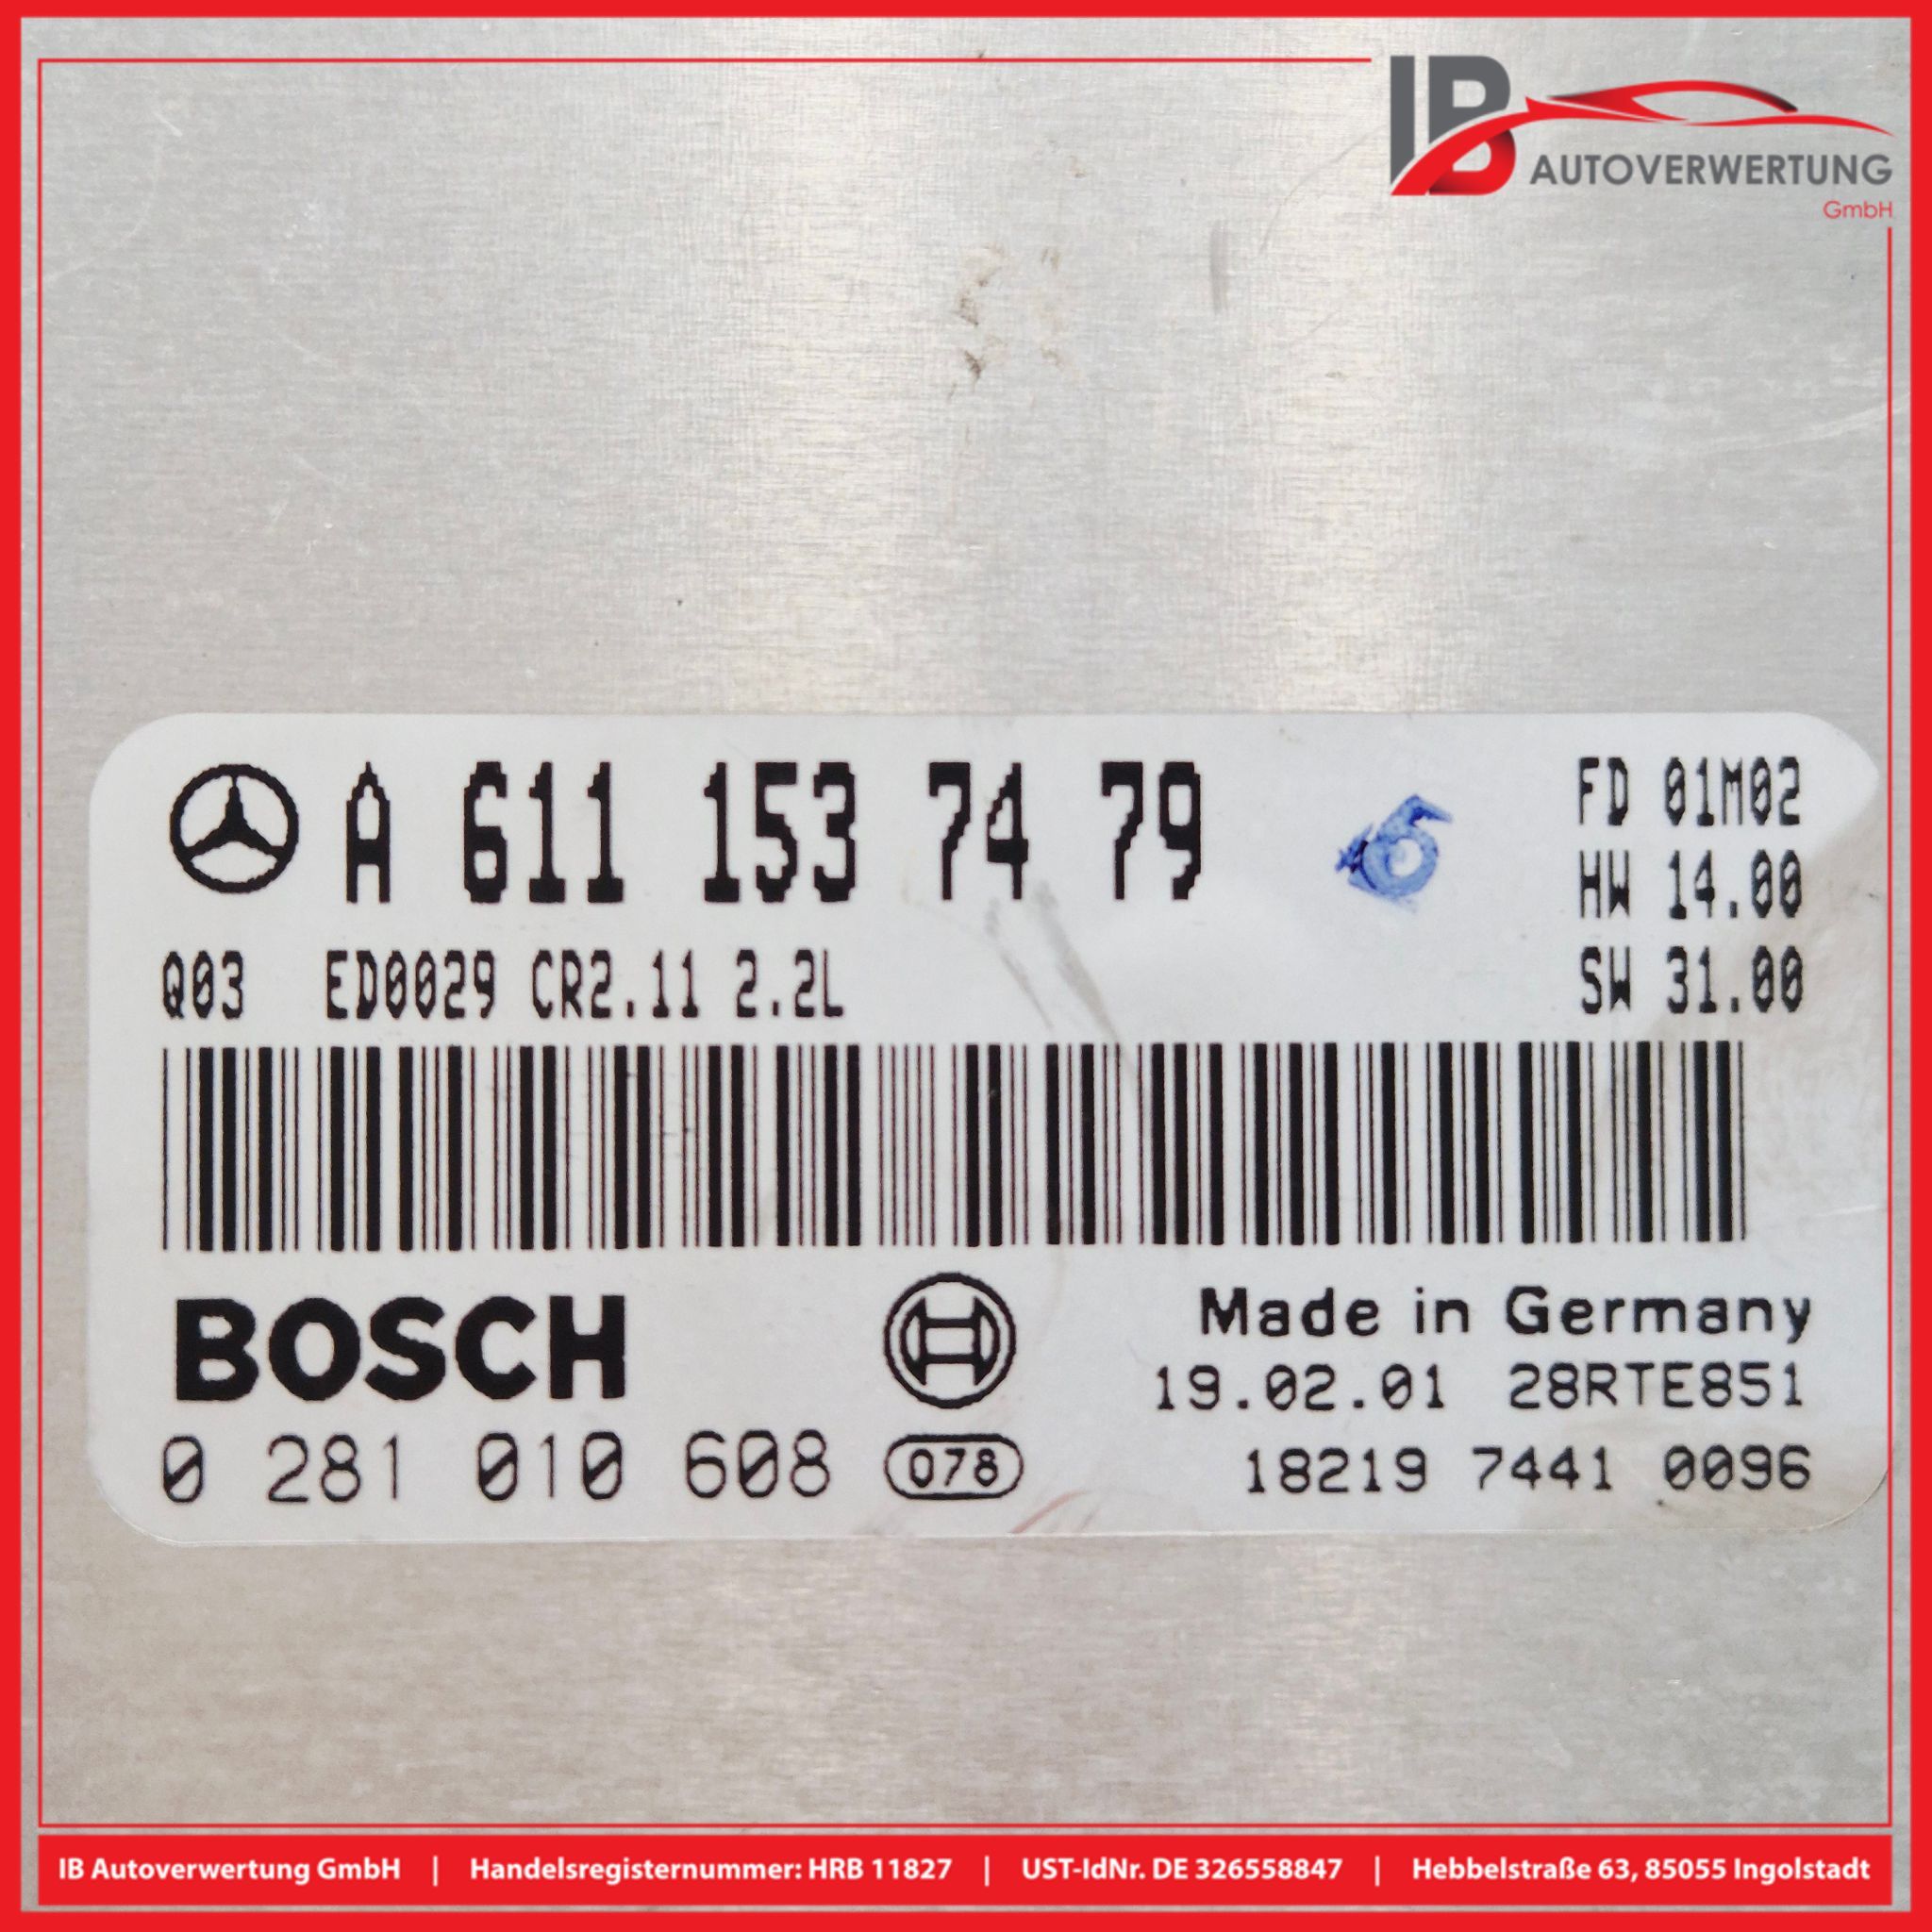 IB AUTOVERWERTUNG
GmbH
A 611 153 74 79
6
FD 01M02
HW 14.00
Q03 ED0029 CR2.11 2.2L
SW 31.00
BOSCH
Made in Germany
19.02.01 28RTE851
0 281 010 608
078
18219 7441 0096
IB Autoverwertung GmbH | Handelsregisternummer: HRB 11827 | UST-IdNr. DE 326558847 | Hebbelstraße 63, 85055 Ingolstadt